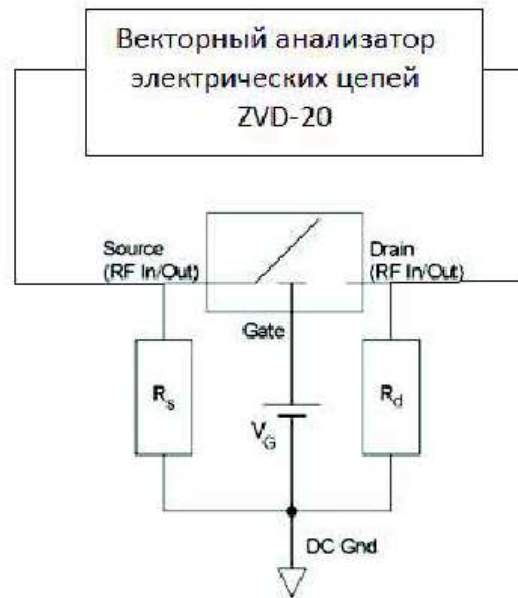 Векторный анализатор
электрических цепей
ZVD-20
Source
(RF In/Out)
Drain
(RF In/Out)
Gate
Rs
VG
Rd
DC Gnd